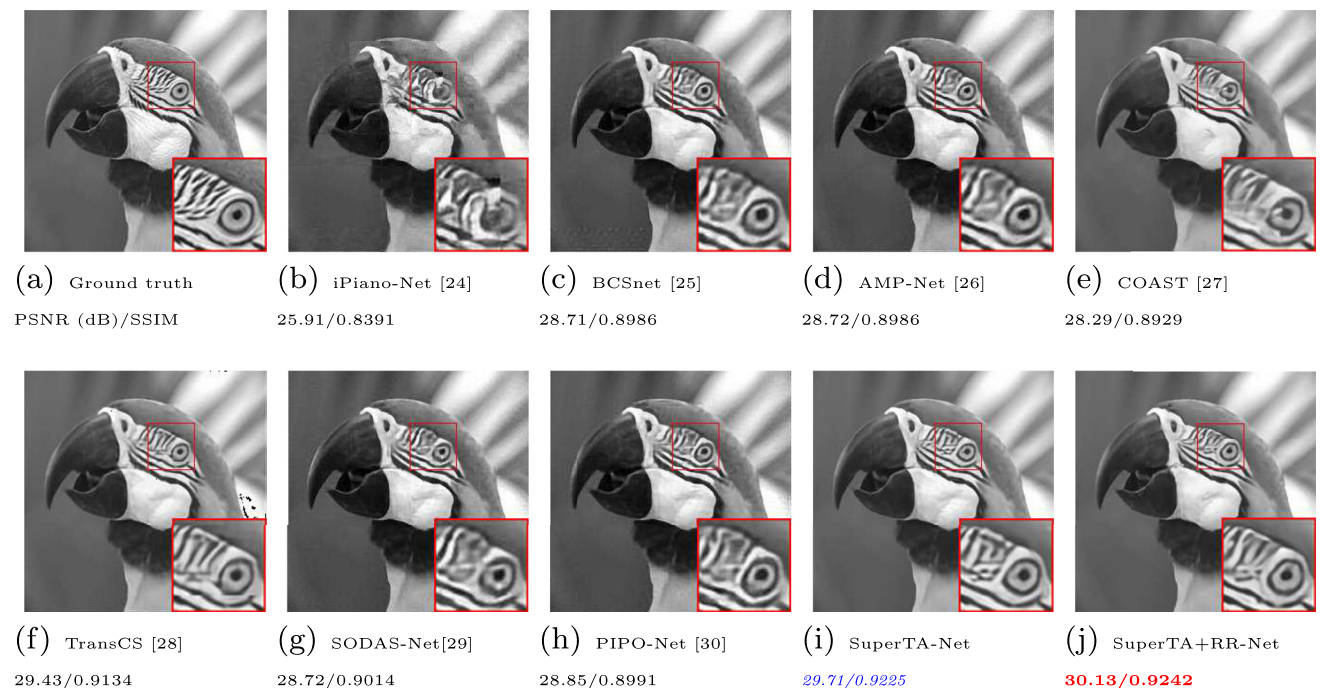 (a) Ground truth
PSNR (dB)/SSIM
(b) iPiano-Net [24]
25.91/0.8391
(c) BCSnet [25]
28.71/0.8986
(d) AMP-Net [26]
28.72/0.8986
(e) COAST [27]
28.29/0.8929
(f) TransCS [28]
29.43/0.9134
(g) SODAS-Net[29]
28.72/0.9014
(h) PIPO-Net [30]
28.85/0.8991
(i) SuperTA-Net
29.71/0.9225
(j) SuperTA+RR-Net
30.13/0.9242